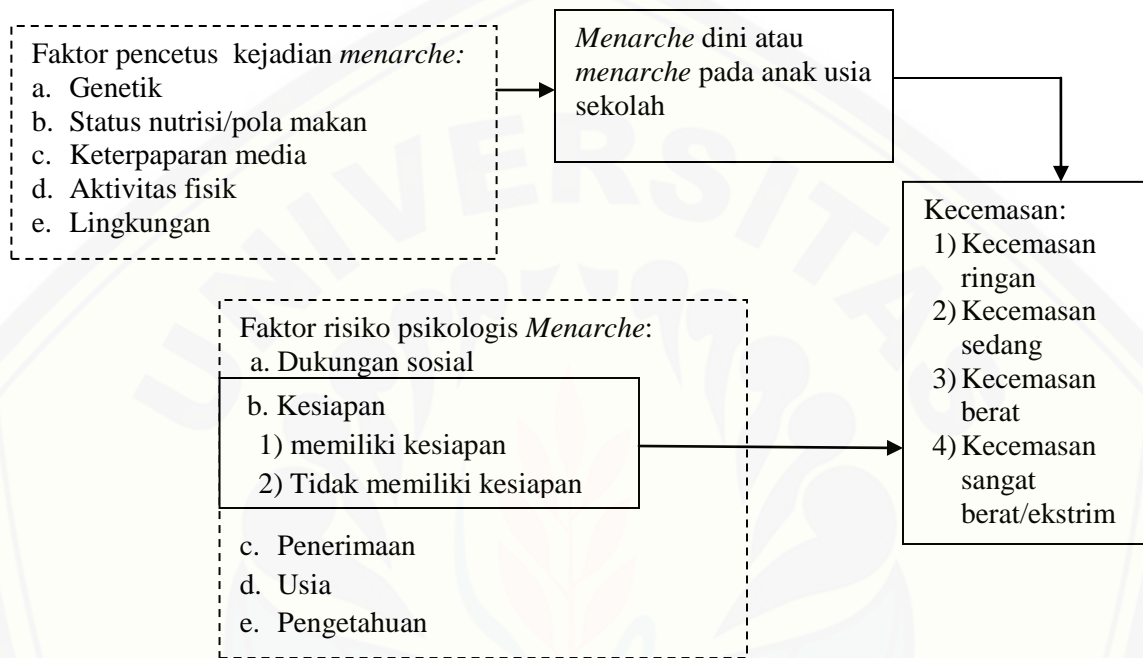 Faktor pencetus kejadian menarche:
a. Genetik
b. Status nutrisi/pola makan
c. Keterpaparan media
d. Aktivitas fisik
e. Lingkungan
Menarche dini atau
menarche pada anak usia
sekolah
Faktor risiko psikologis Menarche:
a. Dukungan sosial
b. Kesiapan
1) memiliki kesiapan
2) Tidak memiliki kesiapan
c. Penerimaan
d. Usia
e. Pengetahuan
Kecemasan:
1) Kecemasan
ringan
2) Kecemasan
sedang
3) Kecemasan
berat
4) Kecemasan
sangat
berat/ekstrim
UNIVERSITAS